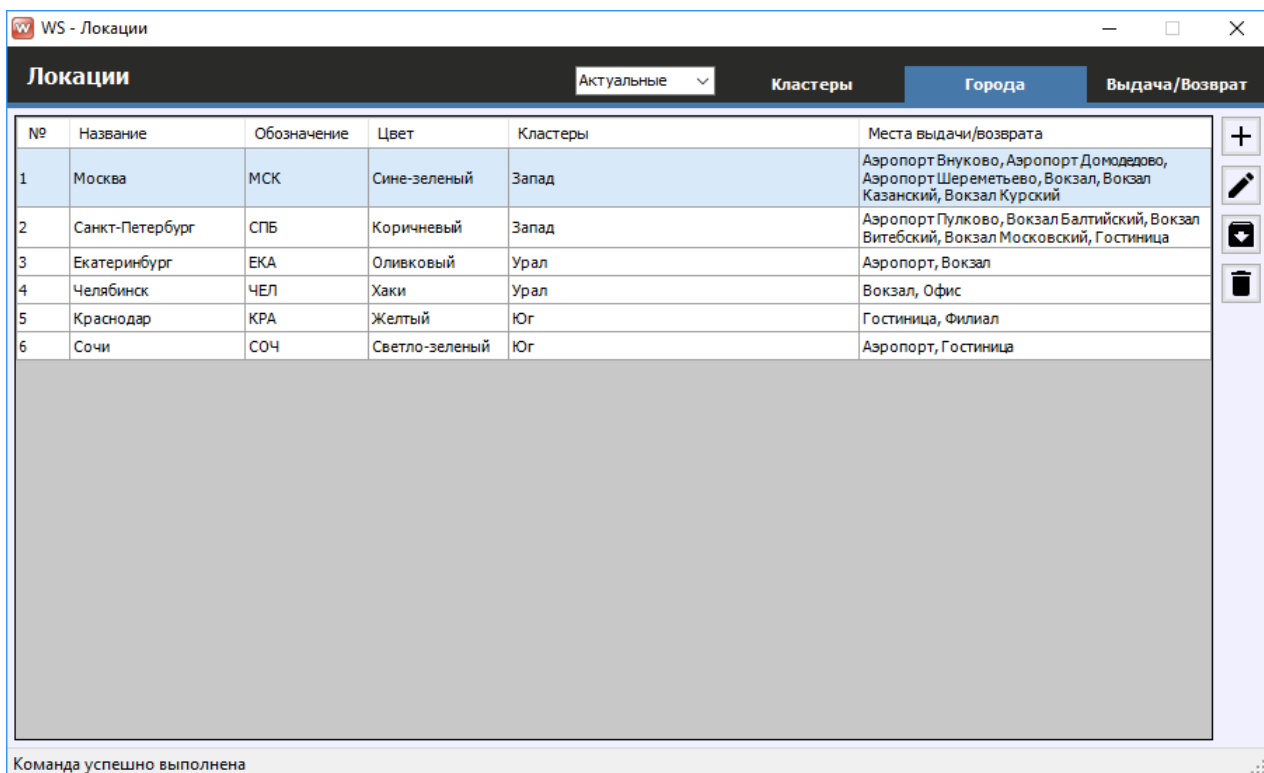 WS - Локации
Локации Актуальные Кластеры Города Выдача/Возврат
№ Название Обозначение Цвет Кластеры Места выдачи/возврата
1 Москва МСК Сине-зеленый Запад Аэропорт Внуково, Аэропорт Домодедово,
Аэропорт Шереметьево, Вокзал, Вокзал
Казанский, Вокзал Курский
2 Санкт-Петербург СПБ Коричневый Запад Аэропорт Пулково, Вокзал Балтийский, Вокзал
Витебский, Вокзал Московский, Гостиница
3 Екатеринбург ЕКА Оливковый Урал Аэропорт, Вокзал
4 Челябинск ЧЕЛ Хаки Урал Вокзал, Офис
5 Краснодар КРА Желтый Юг Гостиница, Филиал
6 Сочи СОЧ Светло-зеленый Юг Аэропорт, Гостиница
Команда успешно выполнена